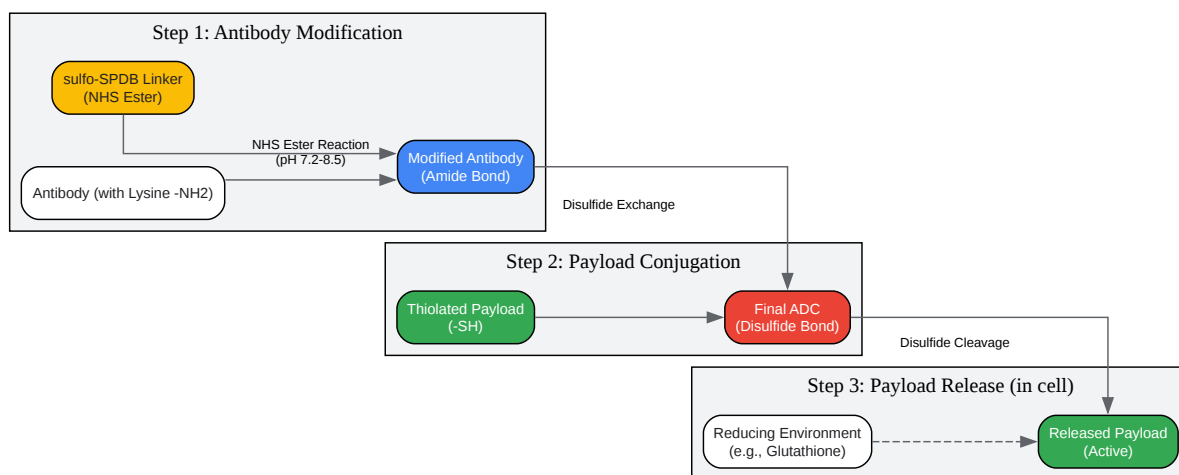 Step 1: Antibody Modification
sulfo-SPDB Linker
(NHS Ester)
NHS Ester Reaction
(pH 7.2-8.5)
Antibody (with Lysine -NH2)
Modified Antibody
(Amide Bond)
Disulfide Exchange
Step 2: Payload Conjugation
Thiolated Payload
(-SH)
Final ADC
(Disulfide Bond)
Disulfide Cleavage
Step 3: Payload Release (in cell)
Reducing Environment
(e.g., Glutathione)
Released Payload
(Active)